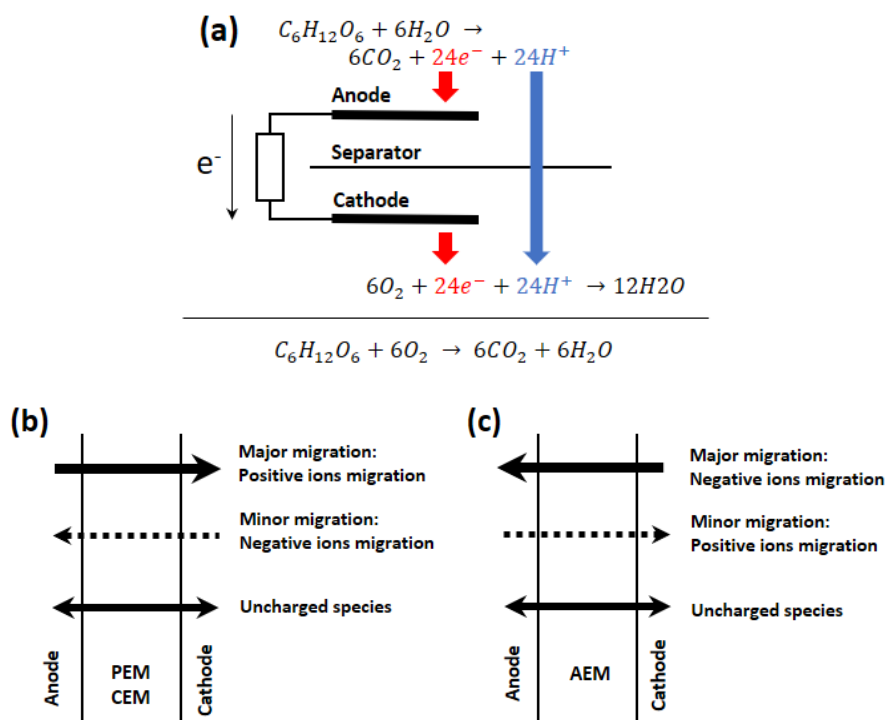 (a)
C₆H₁₂O₆ + 6H₂O →
6CO₂ + 24e⁻ + 24H⁺
Anode
Separator
e⁻
Cathode
6O₂ + 24e⁻ + 24H⁺ → 12H2O
C₆H₁₂O₆ + 6O₂ → 6CO₂ + 6H₂O
(b)
Major migration:
Positive ions migration
Minor migration:
Negative ions migration
Uncharged species
Anode
PEM
CEM
Cathode
(c)
Major migration:
Negative ions migration
Minor migration:
Positive ions migration
Uncharged species
Anode
AEM
Cathode